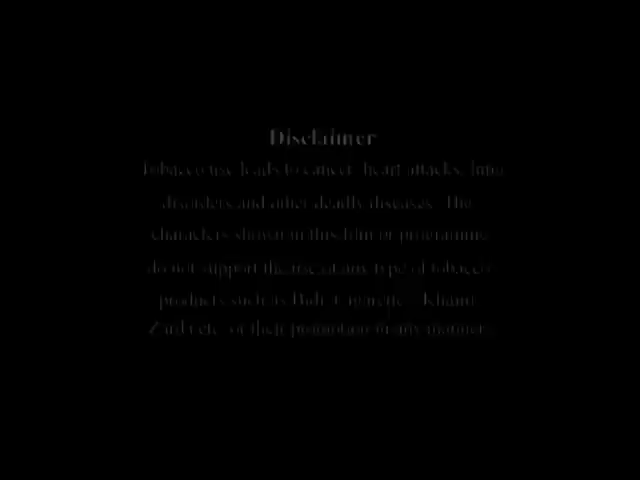 Disclaimer
Tobacco use leads to cancer, heart attacks, lung
disorders and other deadly diseases. The
characters shown in this film or programme
do not support the use of any type of tobacco
products such as Bidi, Cigarette, Khaini,
Zarda etc. or their promotion in any manner.